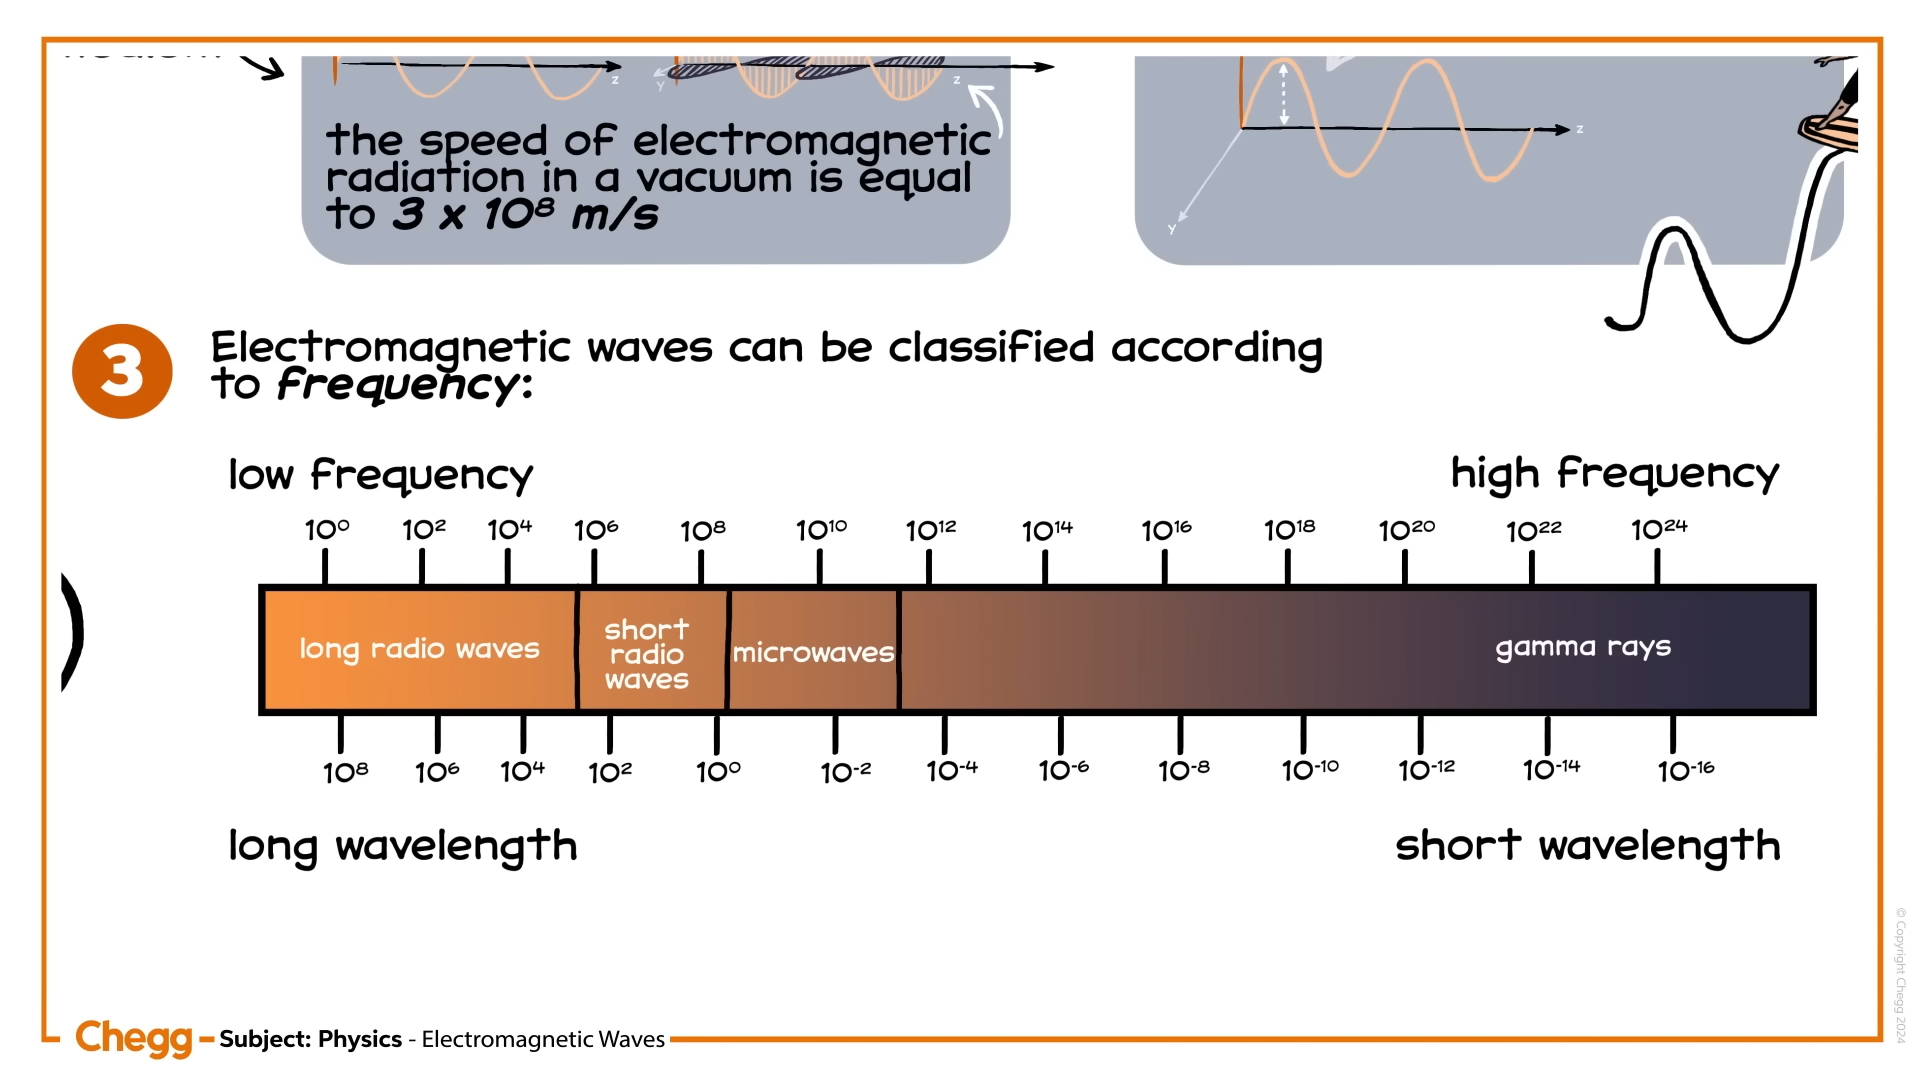 z
y
z
the speed of electromagnetic
radiation in a vacuum is equal
to 3 x 10⁸ m/s
z
y
3
Electromagnetic waves can be classified according
to frequency:
low frequency
high frequency
10⁰ 10² 10⁴ 10⁶ 10⁸ 10¹⁰ 10¹² 10¹⁴ 10¹⁶ 10¹⁸ 10²⁰ 10²² 10²⁴
long radio waves
short
radio
waves
microwaves
gamma rays
10⁸ 10⁶ 10⁴ 10² 10⁰ 10⁻² 10⁻⁴ 10⁻⁶ 10⁻⁸ 10⁻¹⁰ 10⁻¹² 10⁻¹⁴ 10⁻¹⁶
long wavelength
short wavelength
Chegg
Subject: Physics - Electromagnetic Waves
© Copyright Chegg 2024